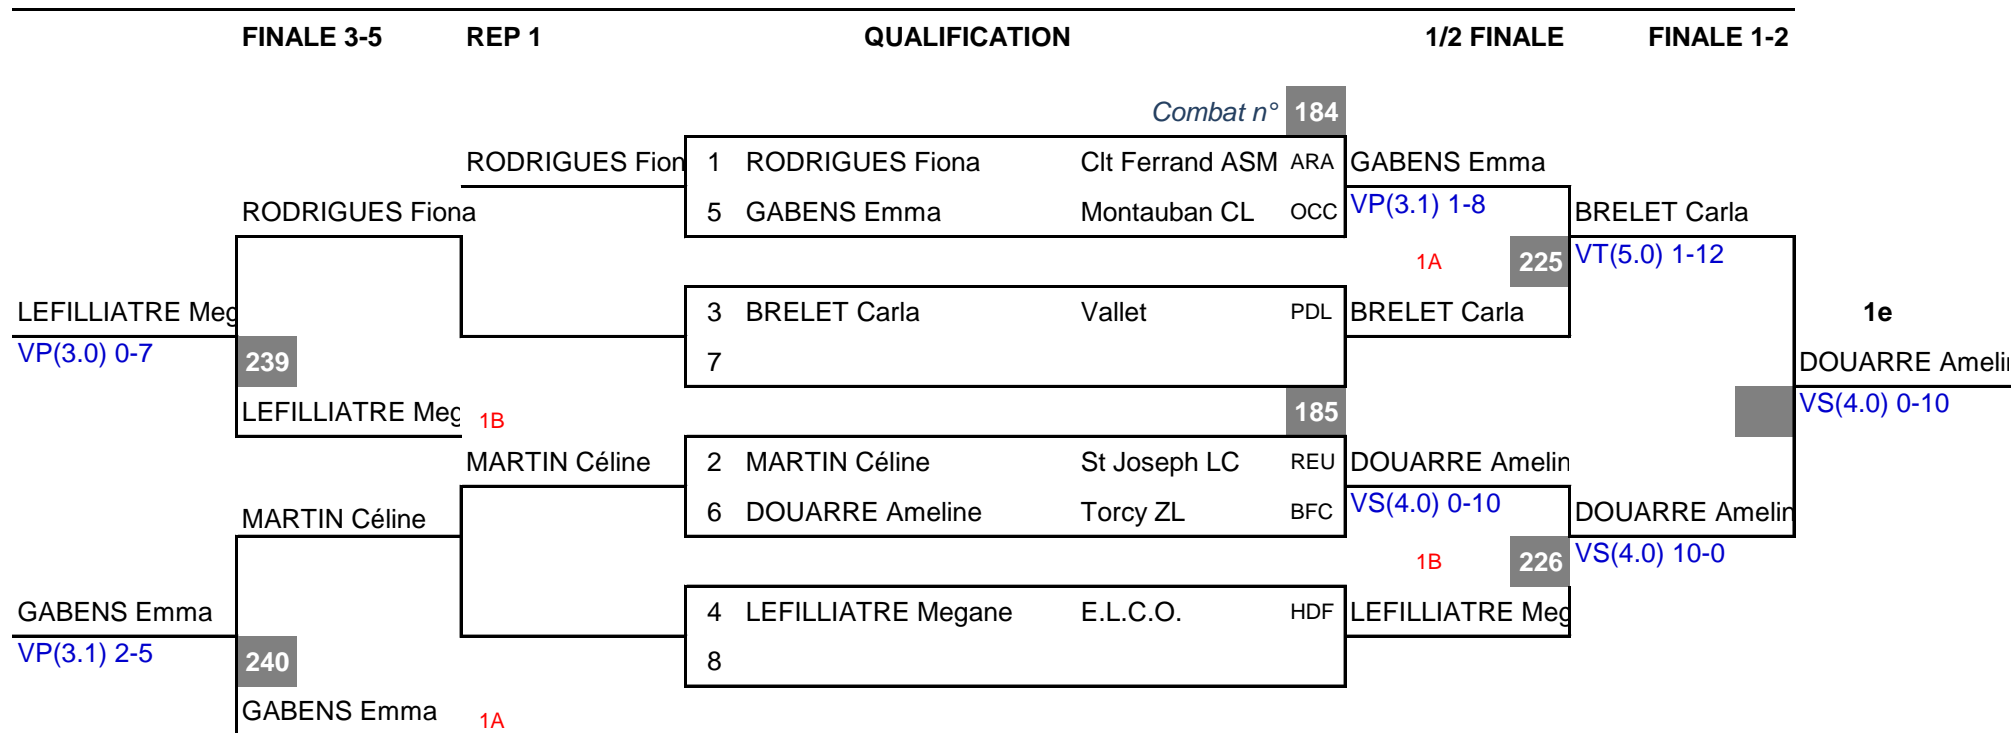 FINALE 3-5 REP 1 QUALIFICATION 1/2 FINALE FINALE 1-2
Combat n° 184
RODRIGUES Fion 1 RODRIGUES Fiona Clt Ferrand ASM ARA GABENS Emma
RODRIGUES Fiona 5 GABENS Emma Montauban CL OCC VP(3.1) 1-8 BRELET Carla
1A 225 VT(5.0) 1-12
LEFILLIATRE Meg 3 BRELET Carla Vallet PDL BRELET Carla 1e
VP(3.0) 0-7 239 7 DOUARRE Ameli
LEFILLIATRE Meg 1B 185 VS(4.0) 0-10
MARTIN Céline 2 MARTIN Céline St Joseph LC REU DOUARRE Amelin
MARTIN Céline 6 DOUARRE Ameline Torcy ZL BFC VS(4.0) 0-10 DOUARRE Amelin
1B 226 VS(4.0) 10-0
GABENS Emma 4 LEFILLIATRE Megane E.L.C.O. HDF LEFILLIATRE Meg
VP(3.1) 2-5 240 8
GABENS Emma 1A